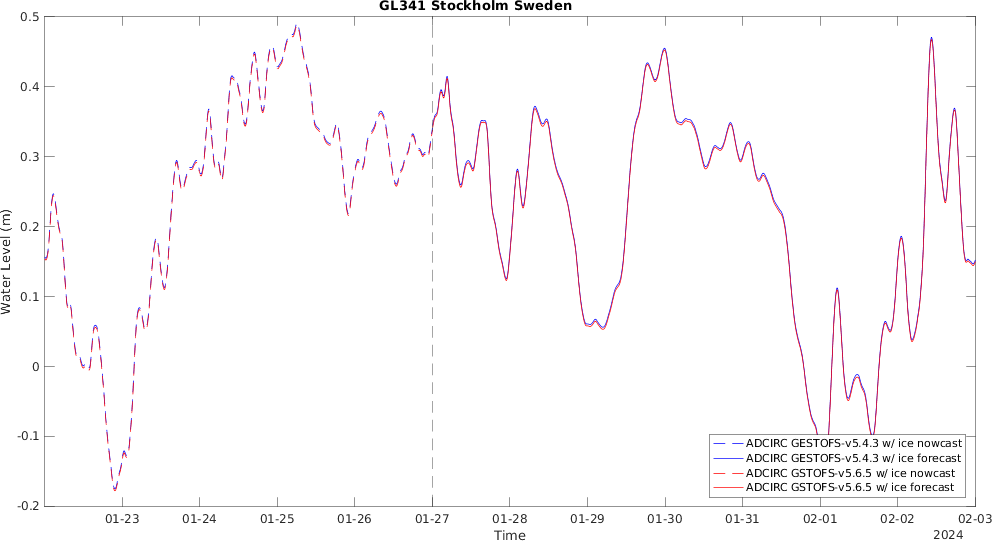 GL341 Stockholm Sweden
0.5
0.4
0.3
0.2
0.1
0
-0.1
-0.2
Water Level (m)
ADCIRC GESTOFS-v5.4.3 w/ ice nowcast
ADCIRC GESTOFS-v5.4.3 w/ ice forecast
ADCIRC GSTOFS-v5.6.5 w/ ice nowcast
ADCIRC GSTOFS-v5.6.5 w/ ice forecast
01-23 01-24 01-25 01-26 01-27 01-28 01-29 01-30 01-31 02-01 02-02 02-03
Time
2024